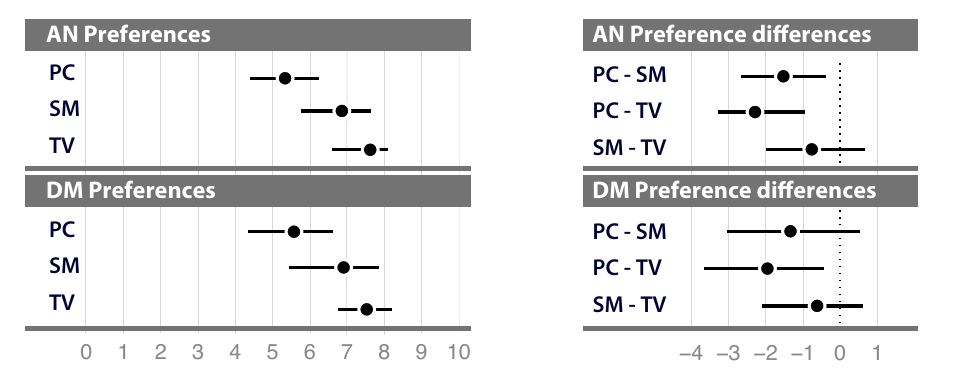 AN Preferences
PC
SM
TV
DM Preferences
PC
SM
TV
0 1 2 3 4 5 6 7 8 9 10
AN Preference differences
PC - SM
PC - TV
SM - TV
DM Preference differences
PC - SM
PC - TV
SM - TV
−4 −3 −2 −1 0 1